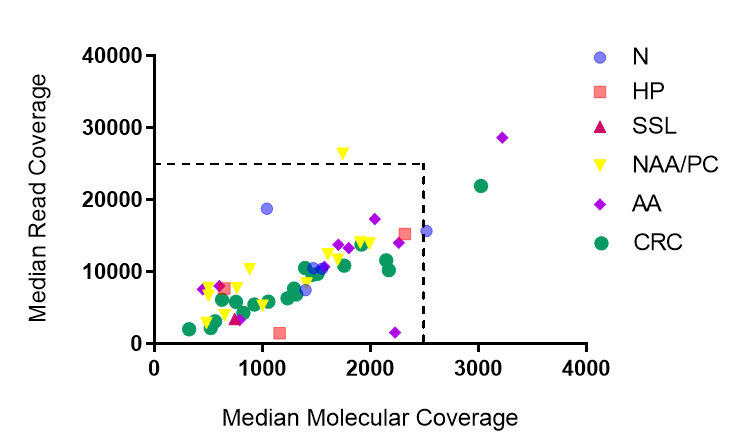 40000
30000
20000
10000
0
0 1000 2000 3000 4000
Median Read Coverage
Median Molecular Coverage
N
HP
SSL
NAA/PC
AA
CRC